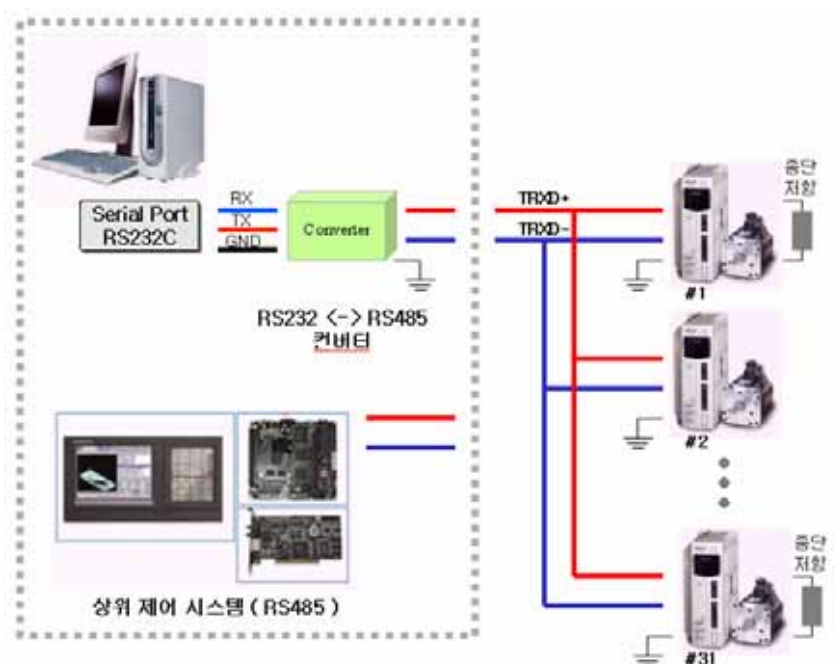 Serial Port
RS232C
RX
TX
GND
Converter
RS232 <-> RS485
컨버터
상위 제어 시스템 ( RS485 )
TRXD+
TRXD-
종단
저항
#1
#2
종단
저항
#31